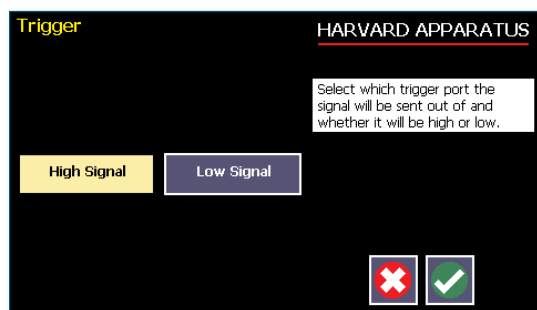 Trigger
HARVARD APPARATUS
Select which trigger port the
signal will be sent out of and
whether it will be high or low.
High Signal
Low Signal